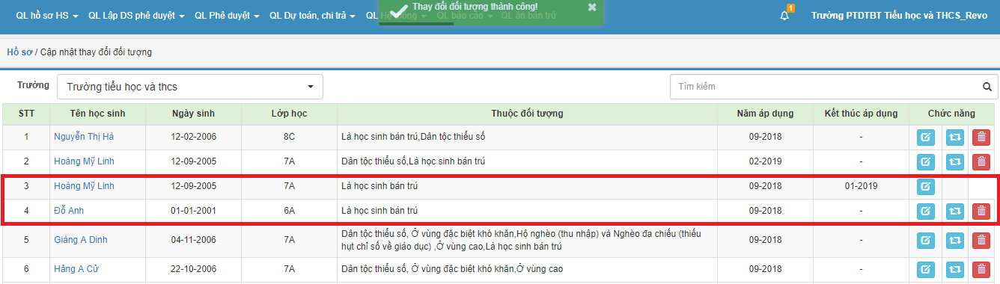 QL hồ sơ HS QL Lập DS phê duyệt QL Phê duyệt QL Dự toán, chi trả QL Hệ thống QL báo cáo QL ăn bán trú
Thay đổi đối tượng thành công!
1
Trường PTDTBT Tiểu học và THCS_Revo
Hồ sơ / Cập nhật thay đổi đối tượng
Trường Trường tiểu học và thcs Tìm kiếm
STT Tên học sinh Ngày sinh Lớp học Thuộc đối tượng Năm áp dụng Kết thúc áp dụng Chức năng
1 Nguyễn Thị Hà 12-02-2006 8C Là học sinh bán trú,Dân tộc thiểu số 09-2018 -
2 Hoàng Mỹ Linh 12-09-2005 7A Dân tộc thiểu số,Là học sinh bán trú 02-2019 -
3 Hoàng Mỹ Linh 12-09-2005 7A Là học sinh bán trú 09-2018 01-2019
4 Đỗ Anh 01-01-2001 6A Là học sinh bán trú 09-2018 -
5 Giàng A Dinh 04-11-2006 7A Dân tộc thiểu số, Ở vùng đặc biệt khó khăn,Hộ nghèo (thu nhập) và Nghèo đa chiều (thiếu
hụt chỉ số về giáo dục) ,Ở vùng cao,Là học sinh bán trú 09-2018 -
6 Hàng A Cử 22-10-2006 7A Dân tộc thiểu số, Ở vùng đặc biệt khó khăn,Ở vùng cao 09-2018 -